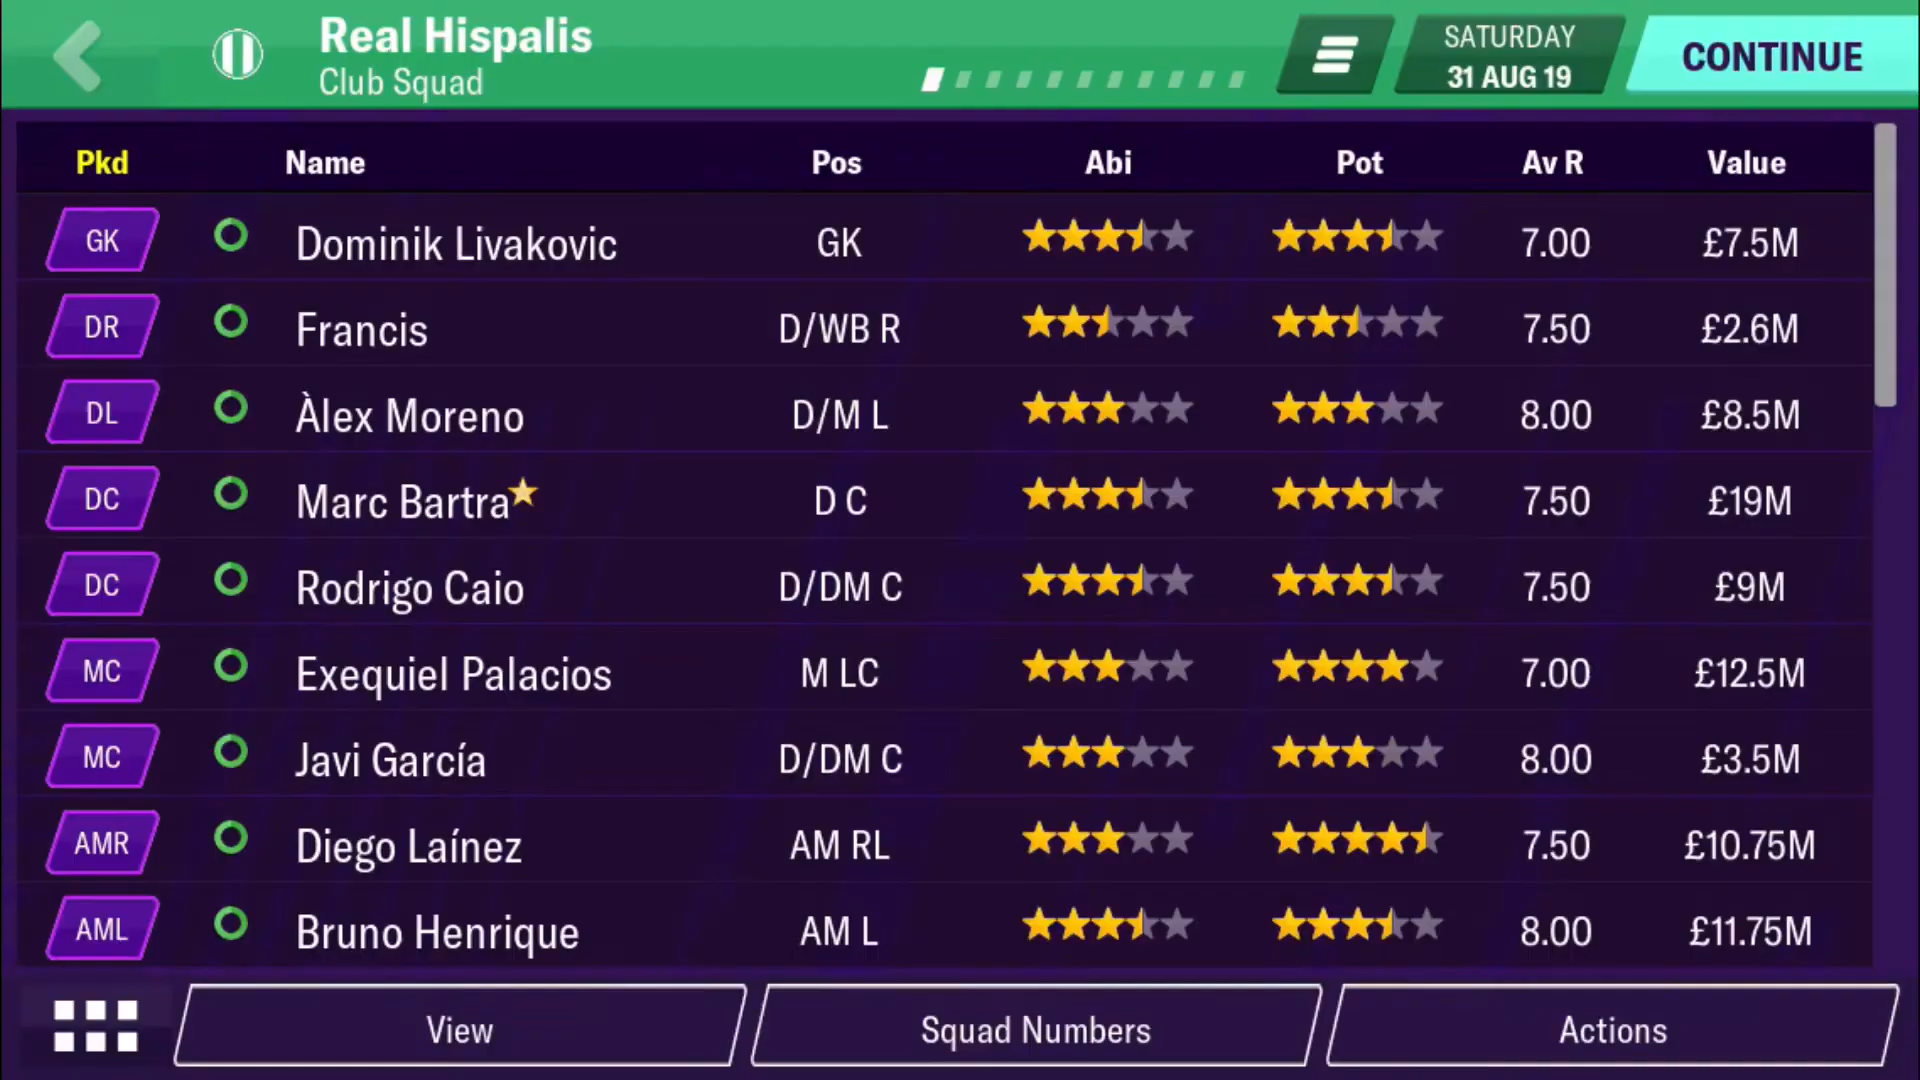 Real Hispalis
Club Squad
SATURDAY
31 AUG 19
CONTINUE
Pkd Name Pos Abi Pot Av R Value
GK Dominik Livakovic GK 7.00 £7.5M
DR Francis D/WB R 7.50 £2.6M
DL Àlex Moreno D/M L 8.00 £8.5M
DC Marc Bartra D C 7.50 £19M
DC Rodrigo Caio D/DM C 7.50 £9M
MC Exequiel Palacios M LC 7.00 £12.5M
MC Javi García D/DM C 8.00 £3.5M
AMR Diego Laínez AM RL 7.50 £10.75M
AML Bruno Henrique AM L 8.00 £11.75M
View Squad Numbers Actions